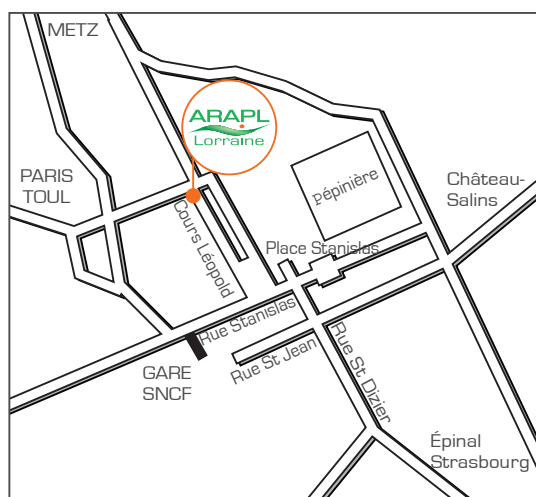 METZ
ARAPL
Lorraine
PARIS
TOUL
Pépinière
Château-
Salins
Cours Léopold
Place Stanislas
Rue Stanislas
Rue St Jean
Rue St Dizier
GARE
SNCF
Épinal
Strasbourg